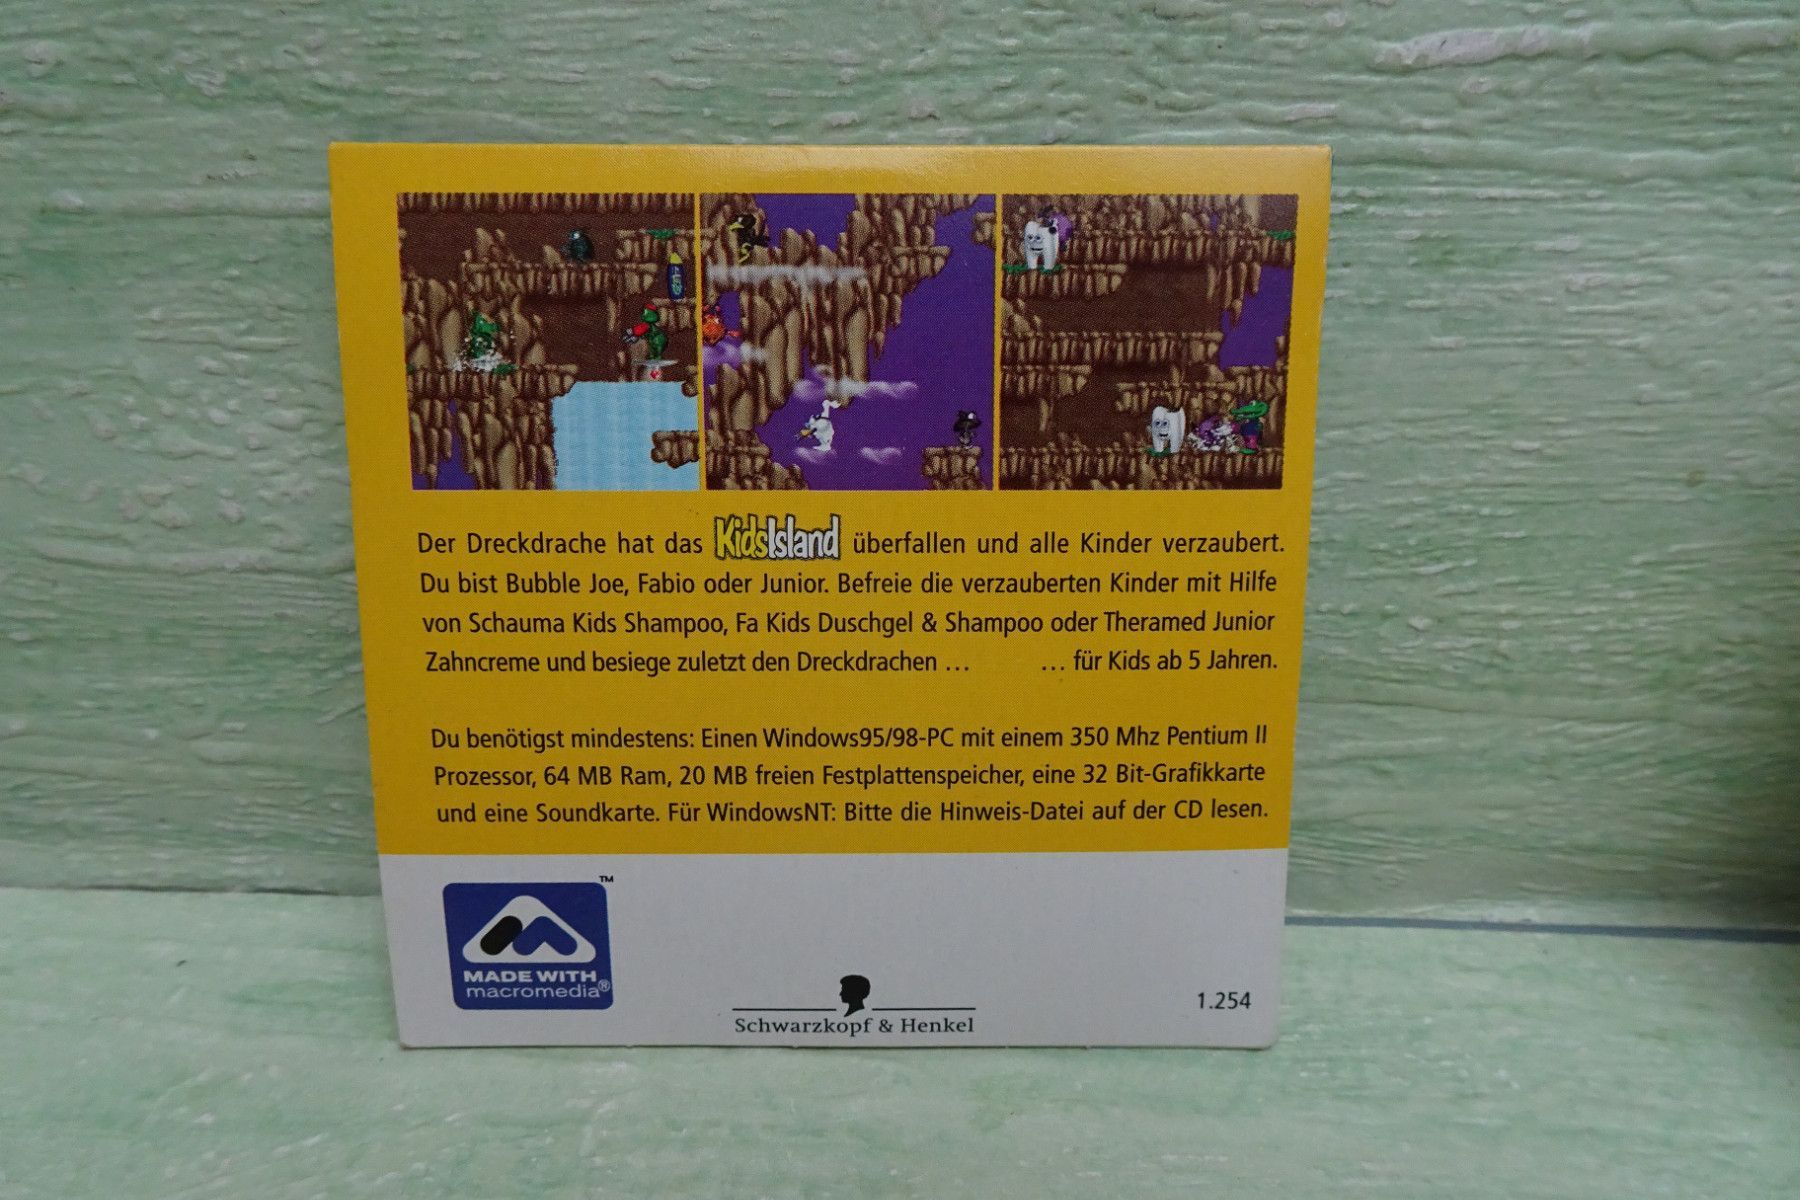 Der Dreckdrache hat das KidsIsland überfallen und alle Kinder verzaubert.
Du bist Bubble Joe, Fabio oder Junior. Befreie die verzauberten Kinder mit Hilfe
von Schauma Kids Shampoo, Fa Kids Duschgel & Shampoo oder Theramed Junior
Zahncreme und besiege zuletzt den Dreckdrachen ... ... für Kids ab 5 Jahren.
Du benötigst mindestens: Einen Windows95/98-PC mit einem 350 Mhz Pentium II
Prozessor, 64 MB Ram, 20 MB freien Festplattenspeicher, eine 32 Bit-Grafikkarte
und eine Soundkarte. Für WindowsNT: Bitte die Hinweis-Datei auf der CD lesen.
TM
MADE WITH
macromedia®
Schwarzkopf & Henkel
1.254